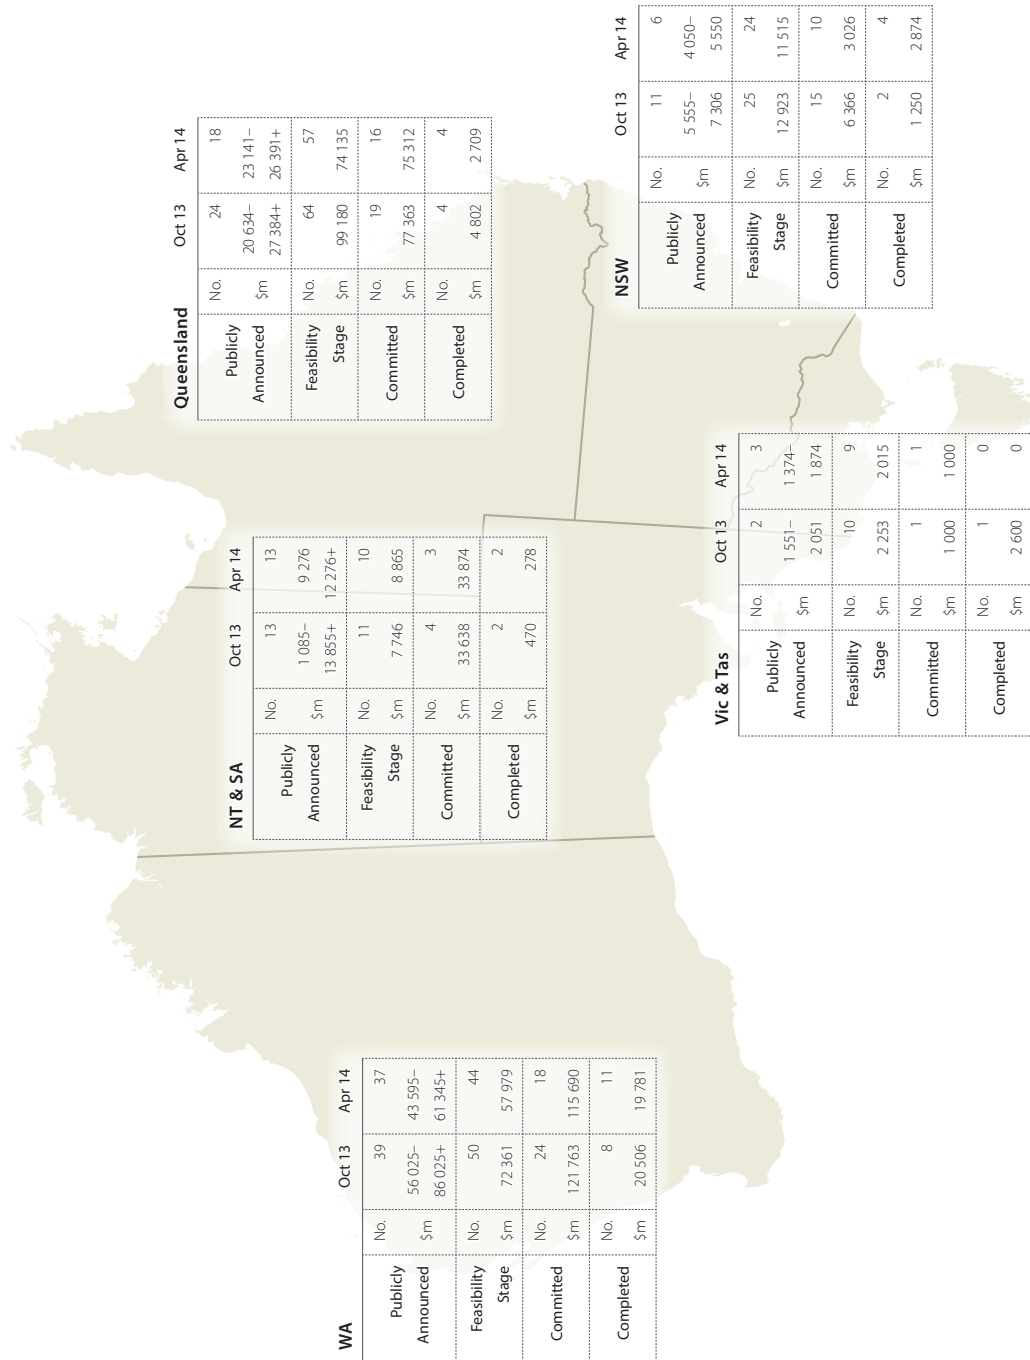 WA
Oct 13 Apr 14
Publicly Announced No. 39 37
$m 56 025– 43 595–
86 025+ 61 345+
Feasibility Stage No. 50 44
$m 72 361 57 979
Committed No. 24 18
$m 121 763 115 690
Completed No. 8 11
$m 20 506 19 781
NT & SA
Oct 13 Apr 14
Publicly Announced No. 13 13
$m 1 085– 9 276
13 855+ 12 276+
Feasibility Stage No. 11 10
$m 7 746 8 865
Committed No. 4 3
$m 33 638 33 874
Completed No. 2 2
$m 470 278
Queensland
Oct 13 Apr 14
Publicly Announced No. 24 18
$m 20 634– 23 141–
27 384+ 26 391+
Feasibility Stage No. 64 57
$m 99 180 74 135
Committed No. 19 16
$m 77 363 75 312
Completed No. 4 4
$m 4 802 2 709
Vic & Tas
Oct 13 Apr 14
Publicly Announced No. 2 3
$m 1 551– 1 374–
2 051 1 874
Feasibility Stage No. 10 9
$m 2 253 2 015
Committed No. 1 1
$m 1 000 1 000
Completed No. 1 0
$m 2 600 0
NSW
Oct 13 Apr 14
Publicly Announced No. 11 6
$m 5 555– 4 050–
7 306 5 550
Feasibility Stage No. 25 24
$m 12 923 11 515
Committed No. 15 10
$m 6 366 3 026
Completed No. 2 4
$m 1 250 2 874